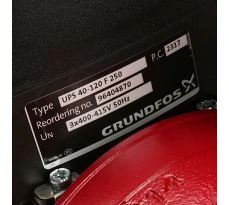 Type UPS 40-120 F 250
Reordering no. 96404870 P.C. 2317
UN 3x400-415V 50Hz
GRUNDFOS